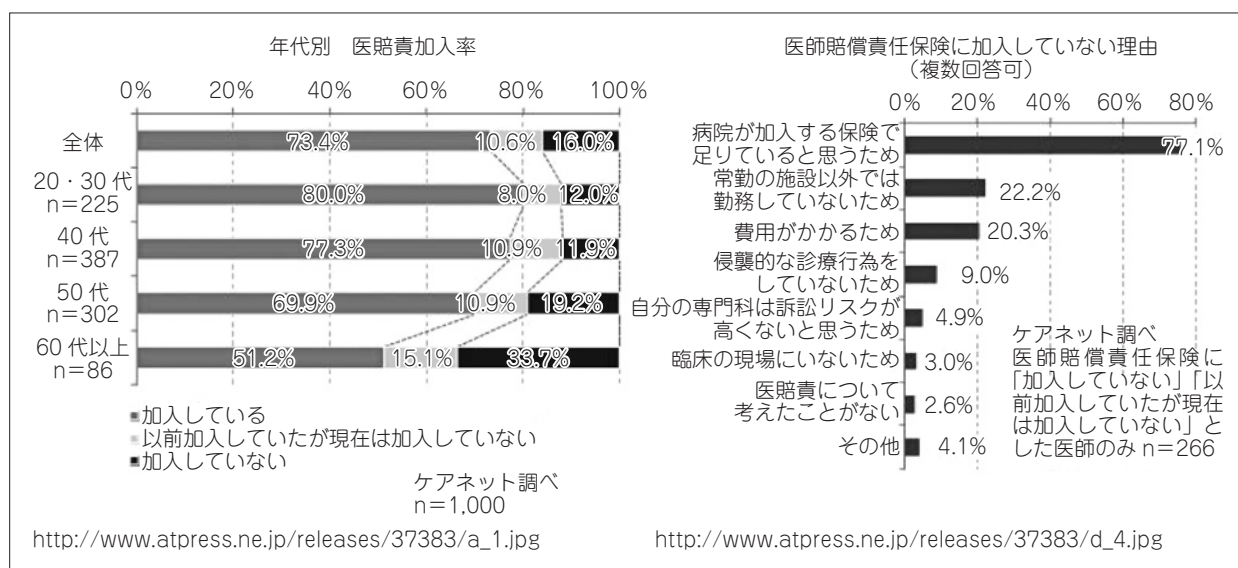 年代別 医賠責加入率
0% 20% 40% 60% 80% 100%
全体
73.4% 10.6% 16.0%
20・30代
n=225
80.0% 8.0% 12.0%
40代
n=387
77.3% 10.9% 11.9%
50代
n=302
69.9% 10.9% 19.2%
60代以上
n=86
51.2% 15.1% 33.7%
■加入している
■以前加入していたが現在は加入していない
■加入していない
ケアネット調べ
n=1,000
http://www.atpress.ne.jp/releases/37383/a_1.jpg
医師賠償責任保険に加入していない理由
（複数回答可）
0% 20% 40% 60% 80%
病院が加入する保険で
足りていると思うため
77.1%
常勤の施設以外では
勤務していないため
22.2%
費用がかかるため
20.3%
侵襲的な診療行為を
していないため
9.0%
自分の専門科は訴訟リスクが
高くないと思うため
4.9%
臨床の現場にいないため
3.0%
医賠責について
考えたことがない
2.6%
その他
4.1%
ケアネット調べ
医師賠償責任保険に
「加入していない」「以
前加入していたが現在
は加入していない」と
した医師のみ n=266
http://www.atpress.ne.jp/releases/37383/d_4.jpg